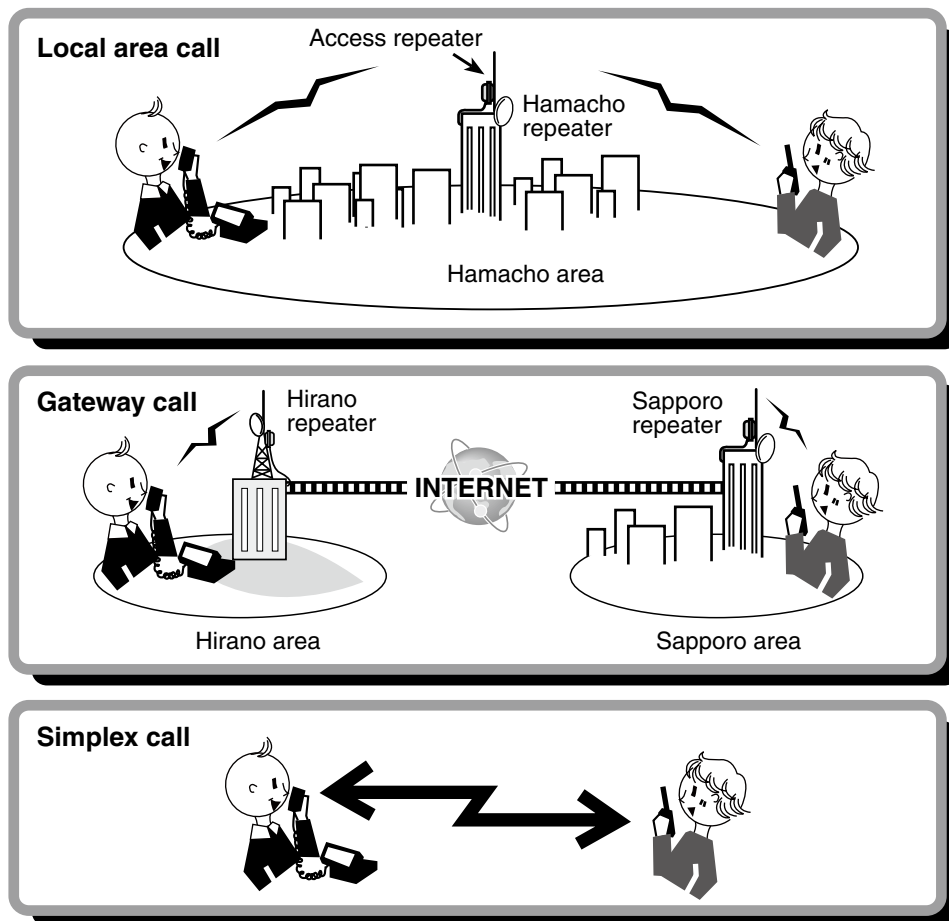 Local area call
Access repeater
Hamacho
repeater
Hamacho area
Gateway call
Hirano
repeater
Sapporo
repeater
INTERNET
Hirano area
Sapporo area
Simplex call